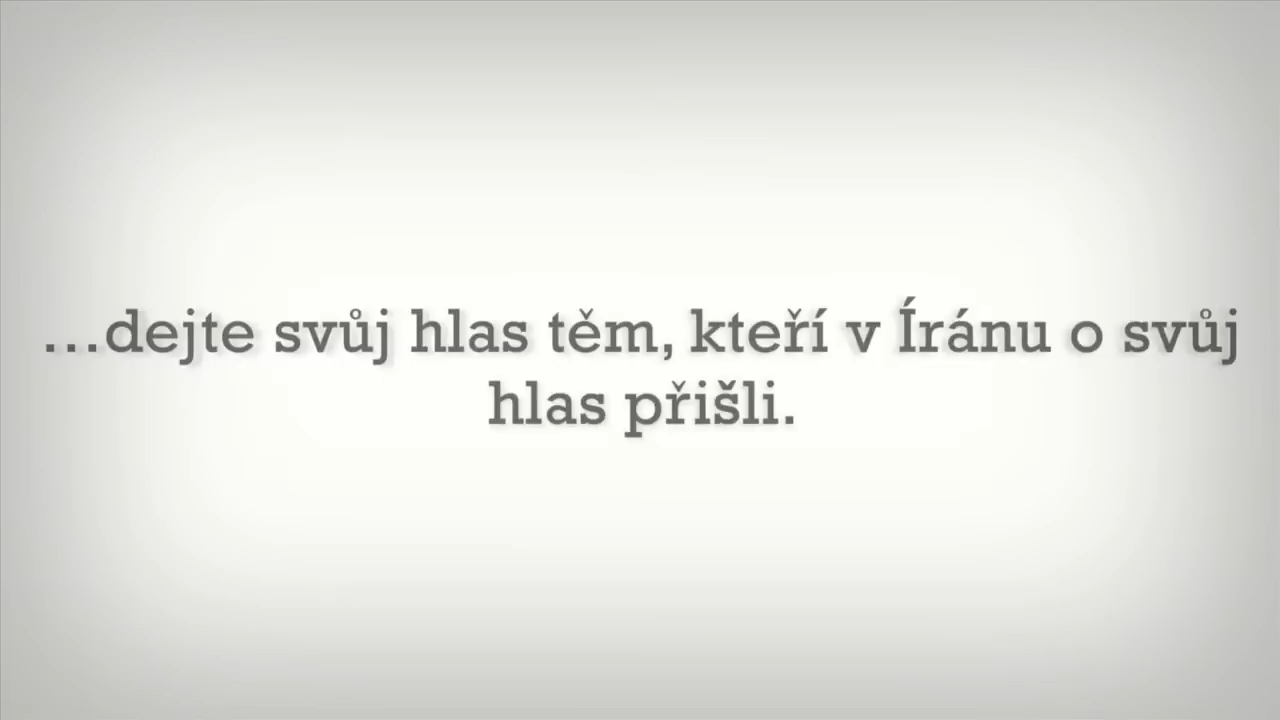 ...dejte svůj hlas těm, kteří v Íránu o svůj
hlas přišli.